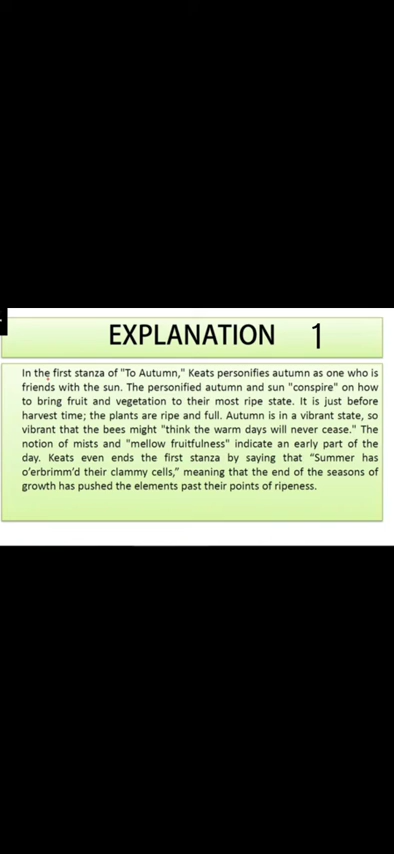 EXPLANATION 1
In the first stanza of "To Autumn," Keats personifies autumn as one who is
friends with the sun. The personified autumn and sun "conspire" on how
to bring fruit and vegetation to their most ripe state. It is just before
harvest time; the plants are ripe and full. Autumn is in a vibrant state, so
vibrant that the bees might "think the warm days will never cease." The
notion of mists and "mellow fruitfulness" indicate an early part of the
day. Keats even ends the first stanza by saying that “Summer has
o’erbrimm’d their clammy cells,” meaning that the end of the seasons of
growth has pushed the elements past their points of ripeness.